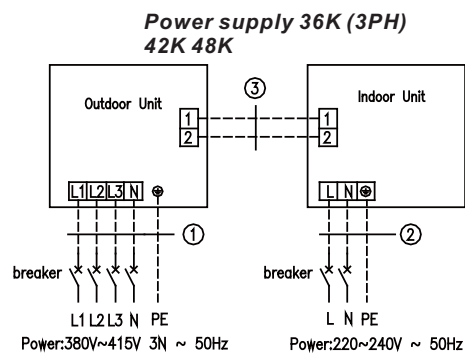 Power supply 36K (3PH)
42K 48K
Outdoor Unit
Indoor Unit
3
1
2
1
2
L1 L2 L3 N
L N
1
2
breaker
breaker
L1 L2 L3 N PE
L N PE
Power:380V~415V 3N ~ 50Hz
Power:220~240V ~ 50Hz